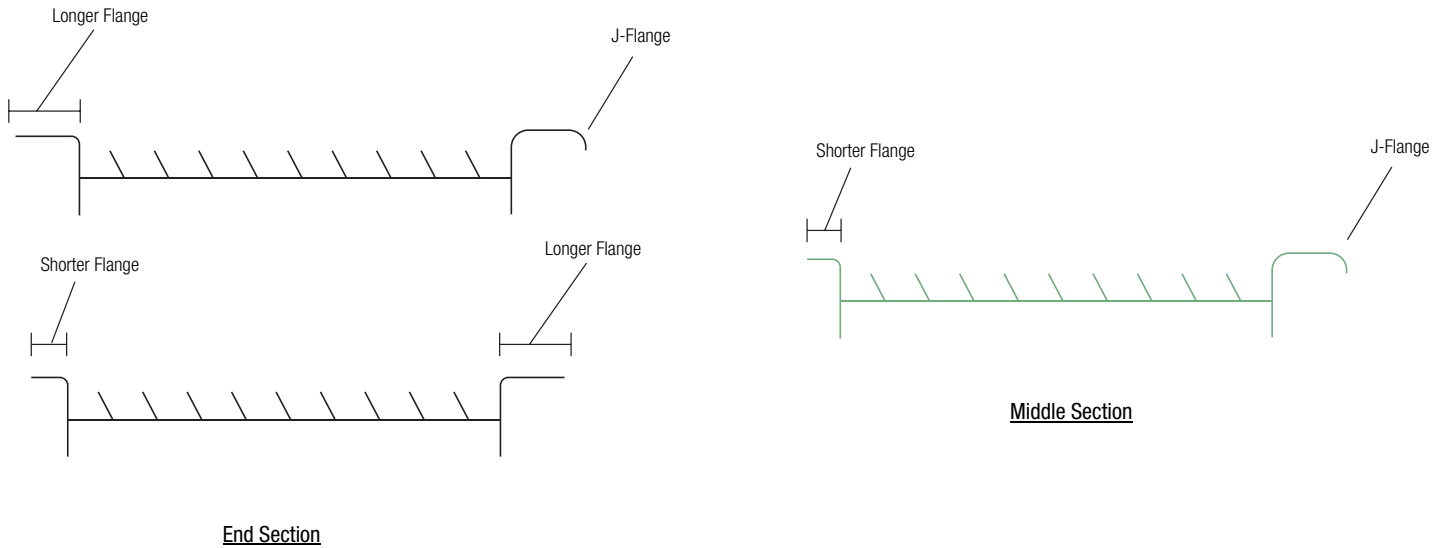 Longer Flange
J-Flange
Shorter Flange
Longer Flange
End Section
Shorter Flange
J-Flange
Middle Section